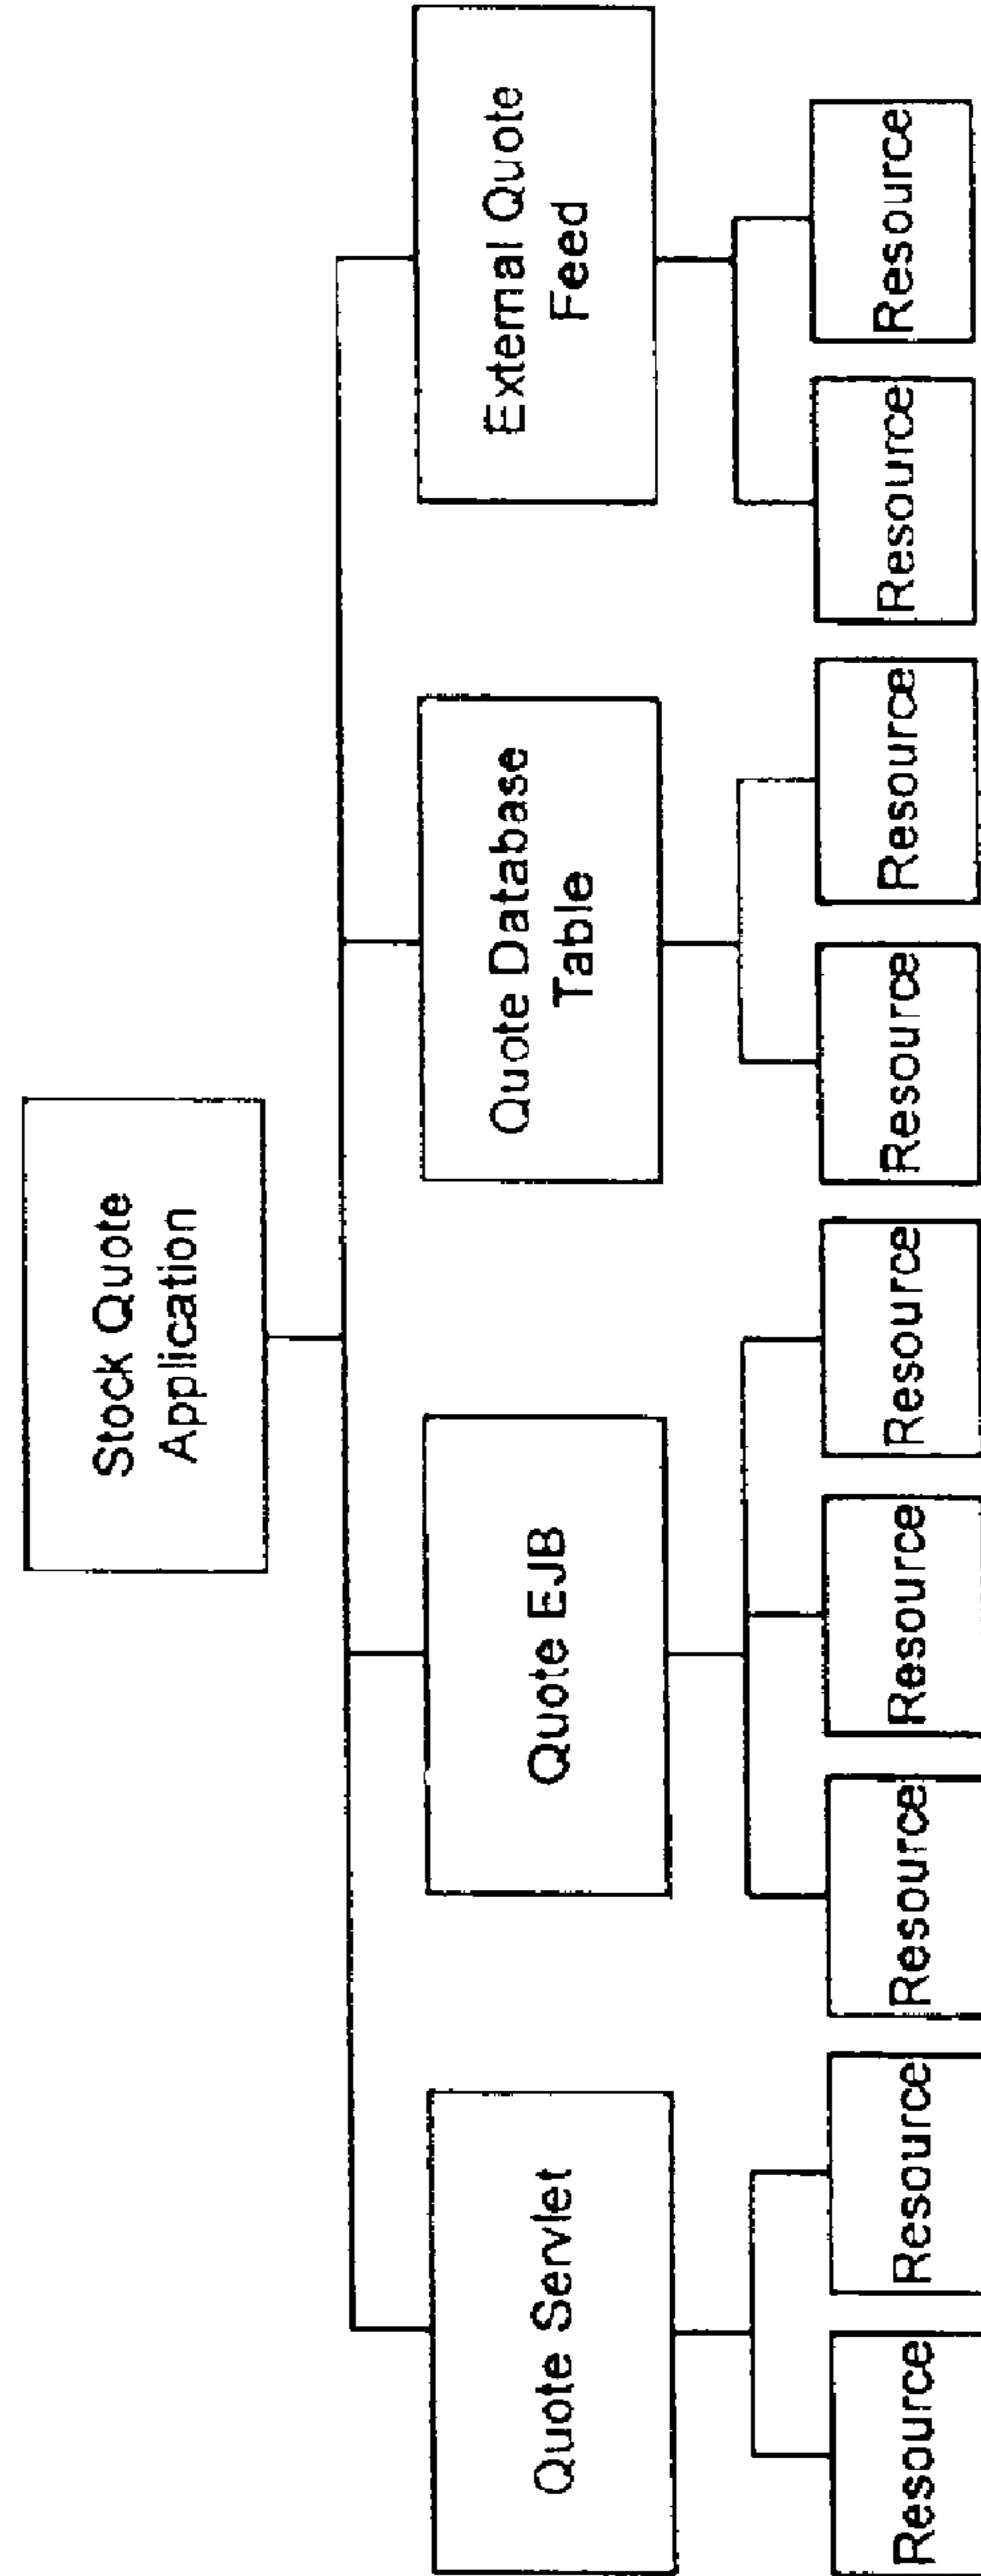 Stock Quote
Application
Quote Servlet
Quote EJB
Quote Database
Table
External Quote
Feed
Resource
Resource
Resource
Resource
Resource
Resource
Resource
Resource
Resource